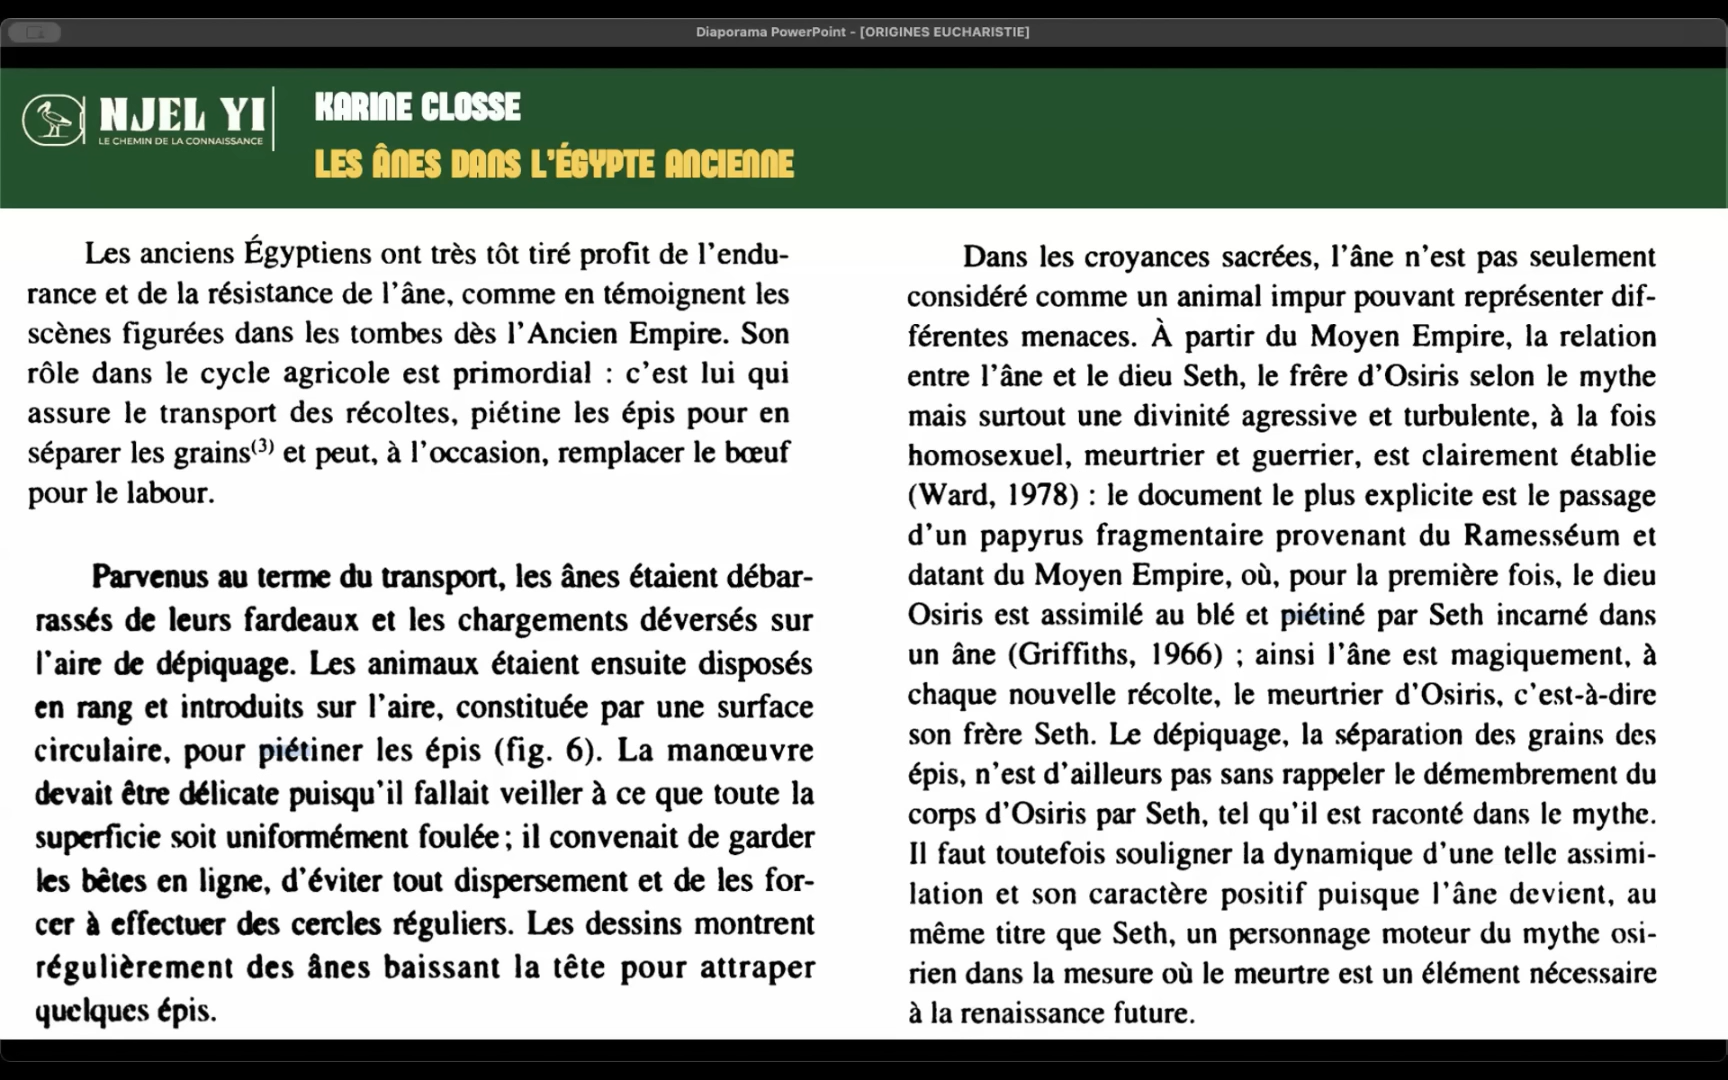 Diaporama PowerPoint - [ORIGINES EUCHARISTIE]
NJEL YI
LE CHEMIN DE LA CONNAISSANCE
KARINE CLOSSE
LES ÂNES DANS L'ÉGYPTE ANCIENNE
Les anciens Égyptiens ont très tôt tiré profit de l'endu-
rance et de la résistance de l'âne, comme en témoignent les
scènes figurées dans les tombes dès l'Ancien Empire. Son
rôle dans le cycle agricole est primordial : c'est lui qui
assure le transport des récoltes, piétine les épis pour en
séparer les grains(3) et peut, à l'occasion, remplacer le bœuf
pour le labour.
Parvenus au terme du transport, les ânes étaient débar-
rassés de leurs fardeaux et les chargements déversés sur
l'aire de dépiquage. Les animaux étaient ensuite disposés
en rang et introduits sur l'aire, constituée par une surface
circulaire, pour piétiner les épis (fig. 6). La manœuvre
devait être délicate puisqu'il fallait veiller à ce que toute la
superficie soit uniformément foulée ; il convenait de garder
les bêtes en ligne, d'éviter tout dispersement et de les for-
cer à effectuer des cercles réguliers. Les dessins montrent
régulièrement des ânes baissant la tête pour attraper
quelques épis.
Dans les croyances sacrées, l'âne n'est pas seulement
considéré comme un animal impur pouvant représenter dif-
férentes menaces. À partir du Moyen Empire, la relation
entre l'âne et le dieu Seth, le frêre d'Osiris selon le mythe
mais surtout une divinité agressive et turbulente, à la fois
homosexuel, meurtrier et guerrier, est clairement établie
(Ward, 1978) : le document le plus explicite est le passage
d'un papyrus fragmentaire provenant du Ramesséum et
datant du Moyen Empire, où, pour la première fois, le dieu
Osiris est assimilé au blé et piétiné par Seth incarné dans
un âne (Griffiths, 1966) ; ainsi l'âne est magiquement, à
chaque nouvelle récolte, le meurtrier d'Osiris, c'est-à-dire
son frère Seth. Le dépiquage, la séparation des grains des
épis, n'est d'ailleurs pas sans rappeler le démembrement du
corps d'Osiris par Seth, tel qu'il est raconté dans le mythe.
Il faut toutefois souligner la dynamique d'une telle assimi-
lation et son caractère positif puisque l'âne devient, au
même titre que Seth, un personnage moteur du mythe osi-
rien dans la mesure où le meurtre est un élément nécessaire
à la renaissance future.